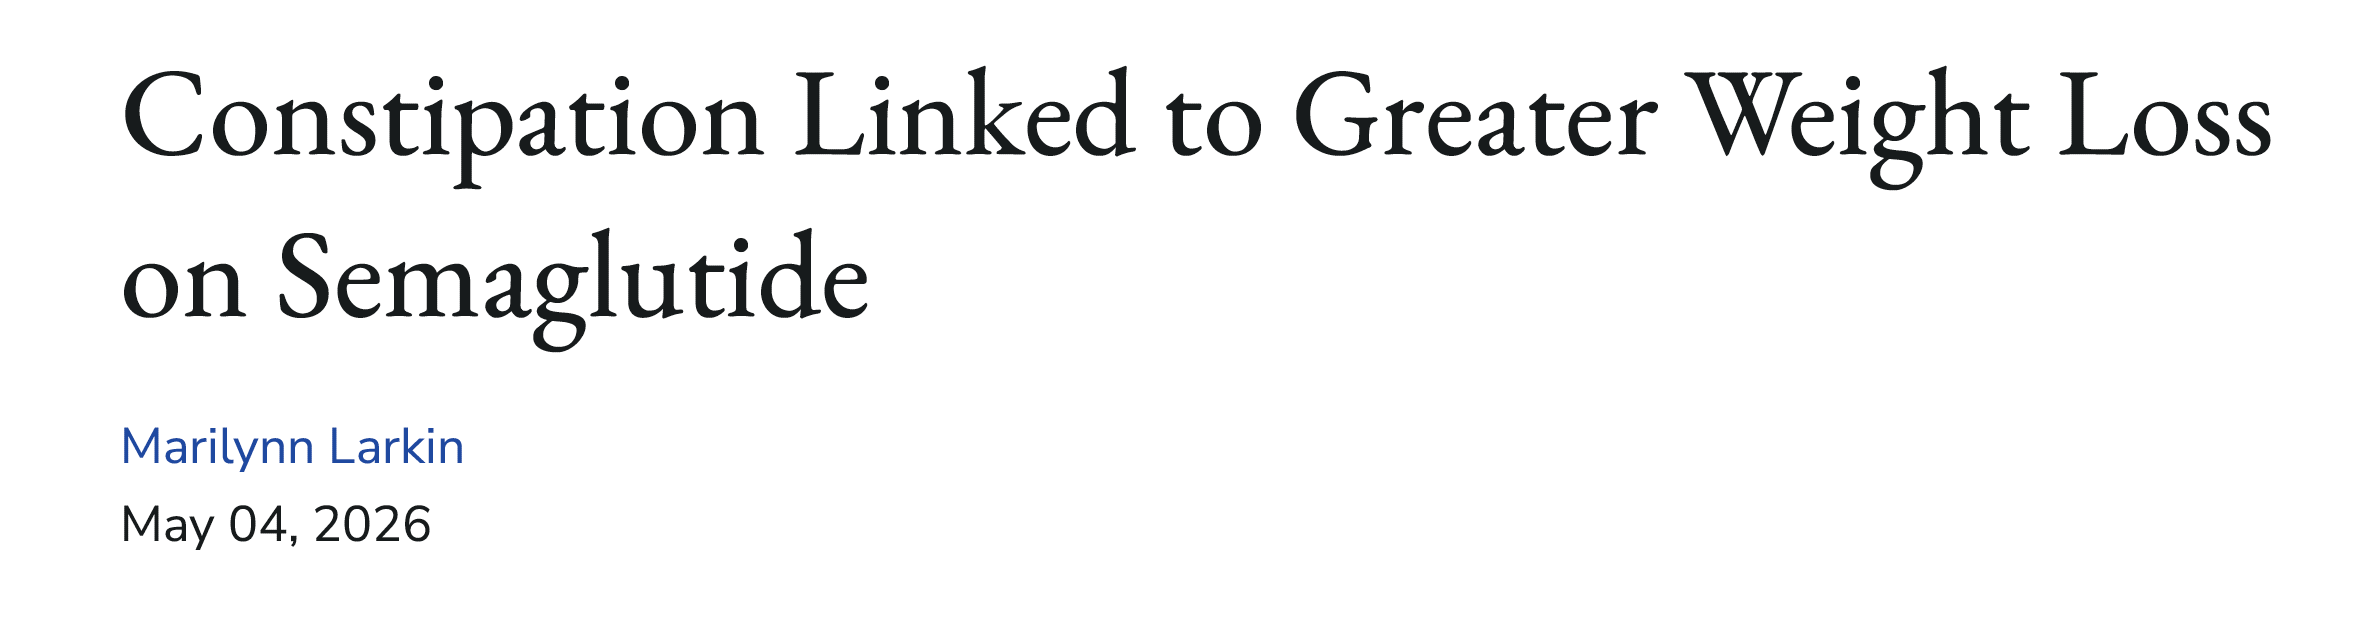 Constipation Linked to Greater Weight Loss
on Semaglutide
Marilynn Larkin
May 04, 2026